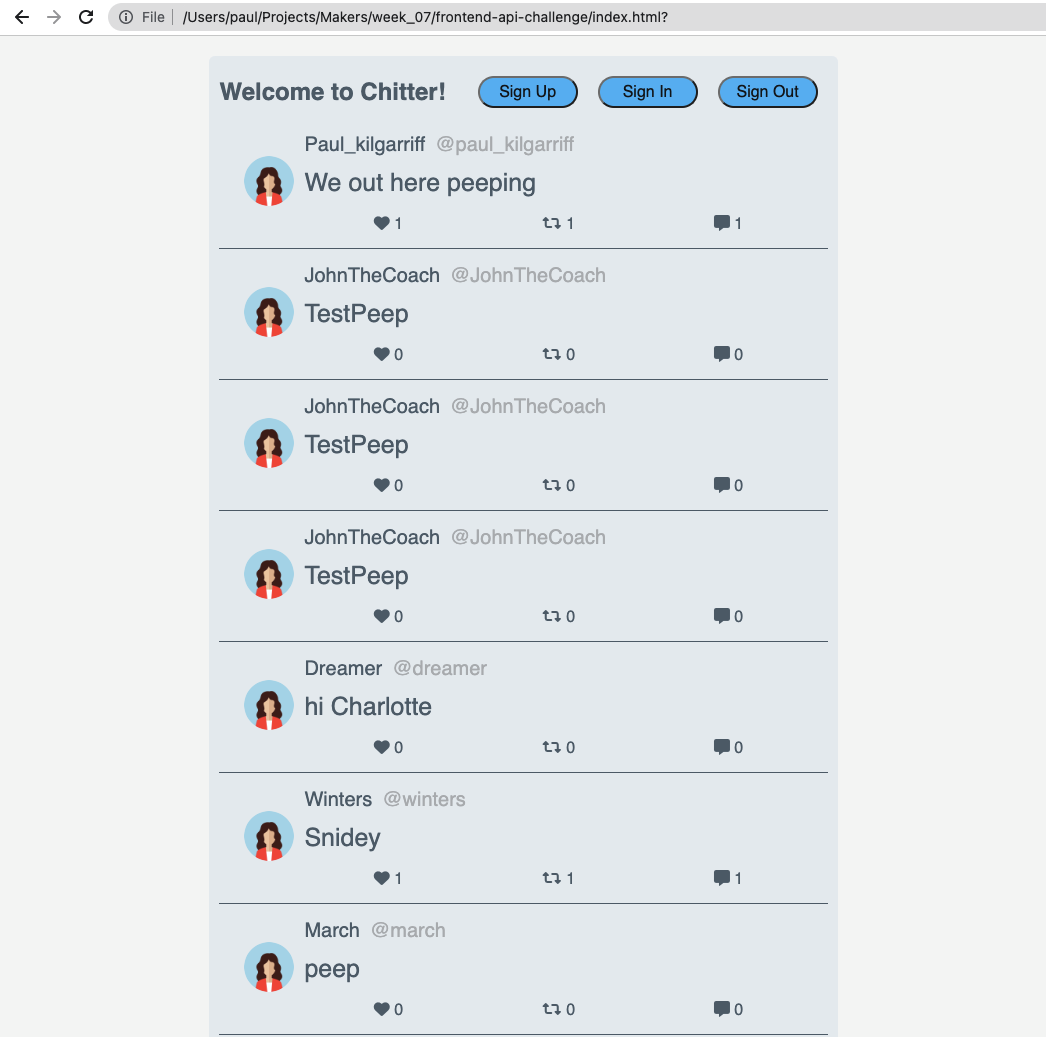 File /Users/paul/Projects/Makers/week_07/frontend-api-challenge/index.html?
Welcome to Chitter! Sign Up Sign In Sign Out
Paul_kilgarriff @paul_kilgarriff
We out here peeping
1 1 1
JohnTheCoach @JohnTheCoach
TestPeep
0 0 0
JohnTheCoach @JohnTheCoach
TestPeep
0 0 0
JohnTheCoach @JohnTheCoach
TestPeep
0 0 0
Dreamer @dreamer
hi Charlotte
0 0 0
Winters @winters
Snidey
1 1 1
March @march
peep
0 0 0